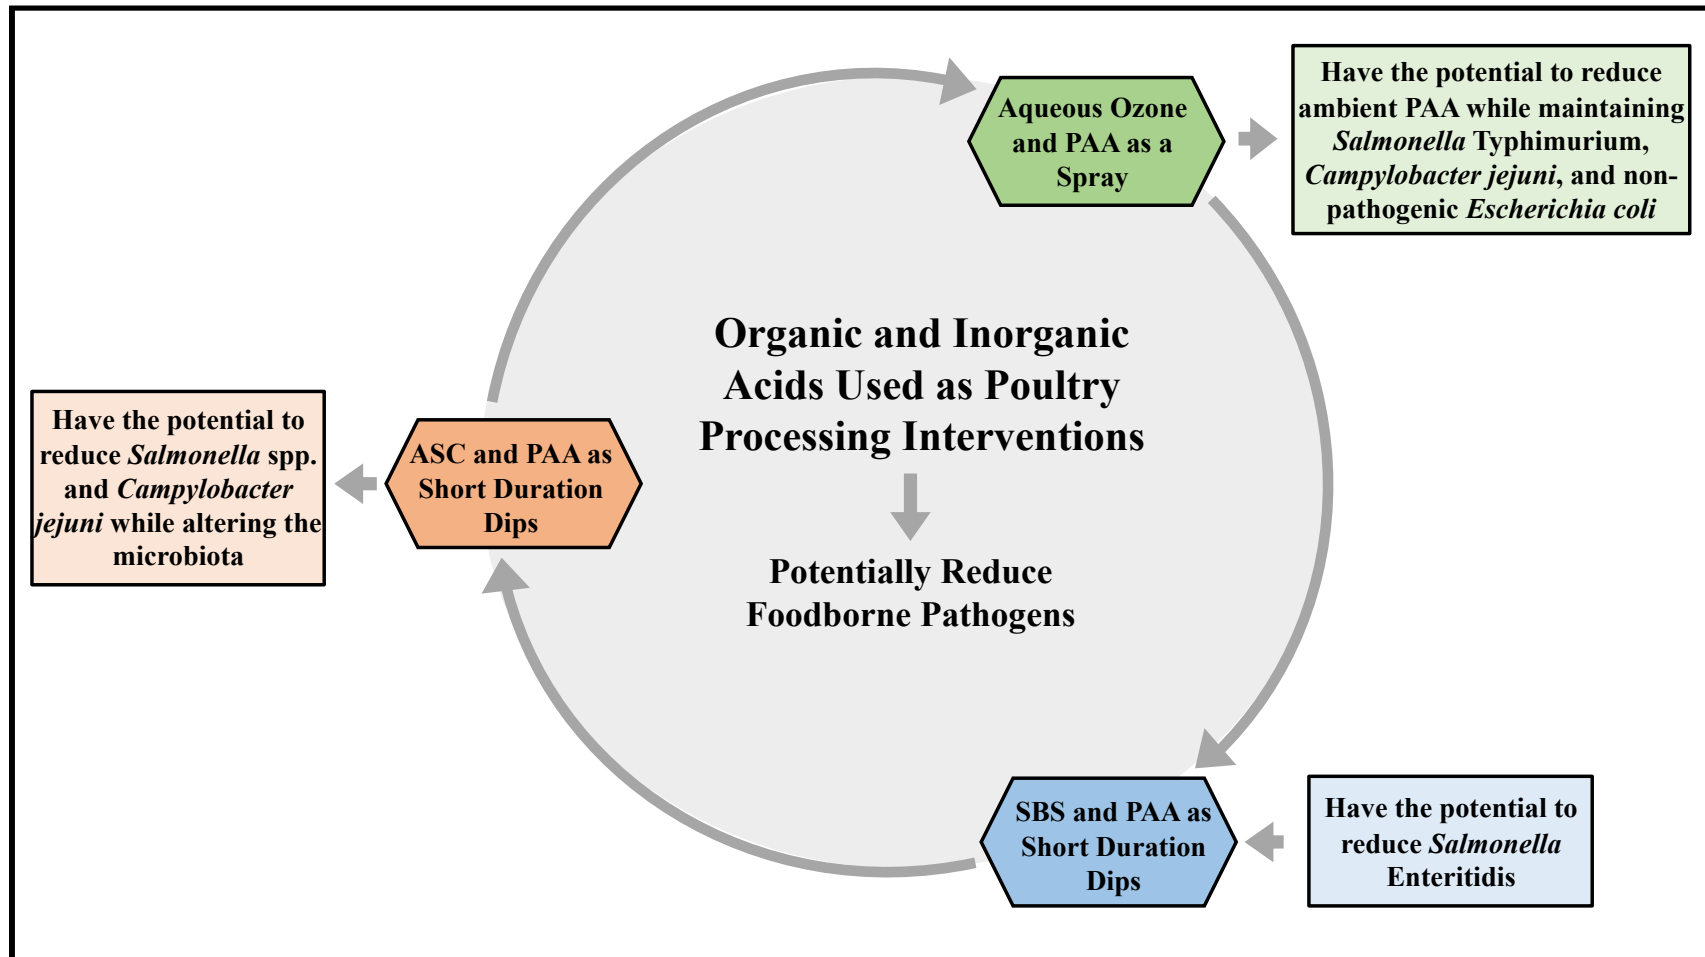 Aqueous Ozone
and PAA as a
Spray
Have the potential to reduce
ambient PAA while maintaining
Salmonella Typhimurium,
Campylobacter jejuni, and non-
pathogenic Escherichia coli
Organic and Inorganic
Acids Used as Poultry
Processing Interventions
Potentially Reduce
Foodborne Pathogens
Have the potential to
reduce Salmonella spp.
and Campylobacter
jejuni while altering the
microbiota
ASC and PAA as
Short Duration
Dips
SBS and PAA as
Short Duration
Dips
Have the potential to
reduce Salmonella
Enteritidis